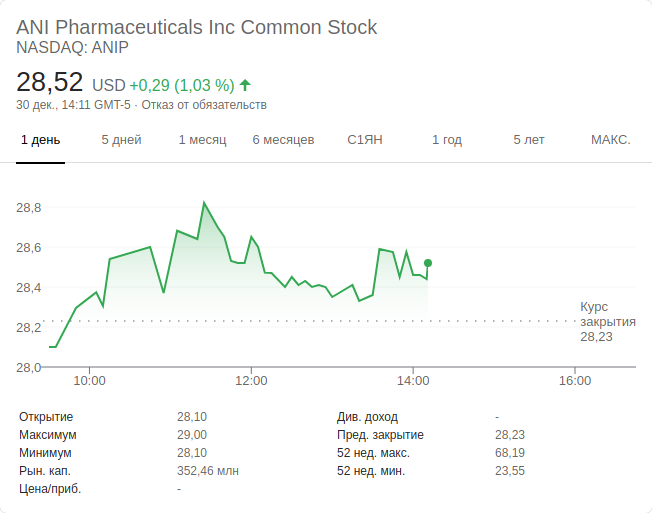 ANI Pharmaceuticals Inc Common Stock
NASDAQ: ANIP
28,52 USD +0,29 (1,03 %)
30 дек., 14:11 GMT-5 · Отказ от обязательств
1 день 5 дней 1 месяц 6 месяцев С1ЯН 1 год 5 лет МАКС.
28,8
28,6
28,4
28,2
28,0
Курс
закрытия
28,23
10:00 12:00 14:00 16:00
Открытие 28,10 Див. доход -
Максимум 29,00 Пред. закрытие 28,23
Минимум 28,10 52 нед. макс. 68,19
Рын. кап. 352,46 млн 52 нед. мин. 23,55
Цена/приб. -